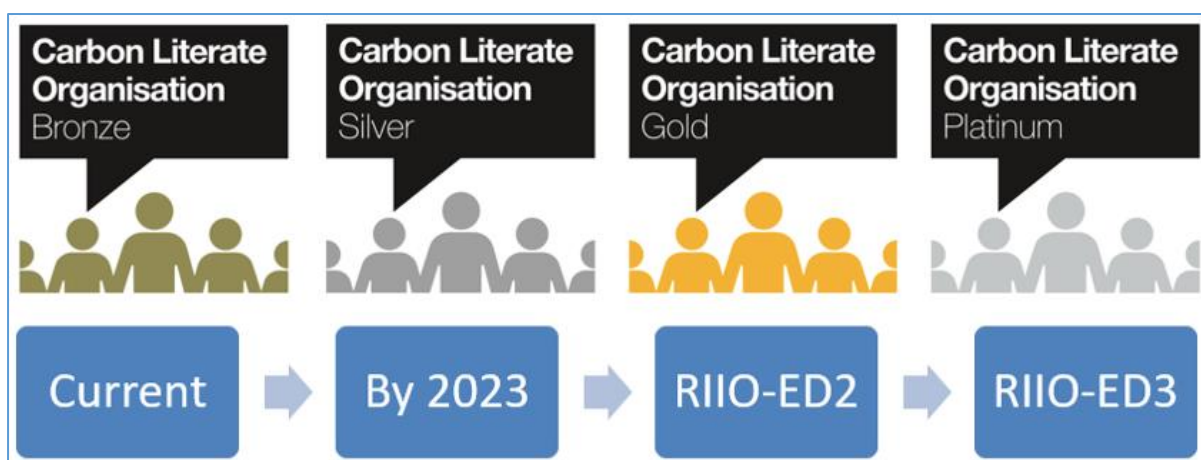 Carbon Literate
Organisation
Bronze
Carbon Literate
Organisation
Silver
Carbon Literate
Organisation
Gold
Carbon Literate
Organisation
Platinum
Current
By 2023
RIIO-ED2
RIIO-ED3